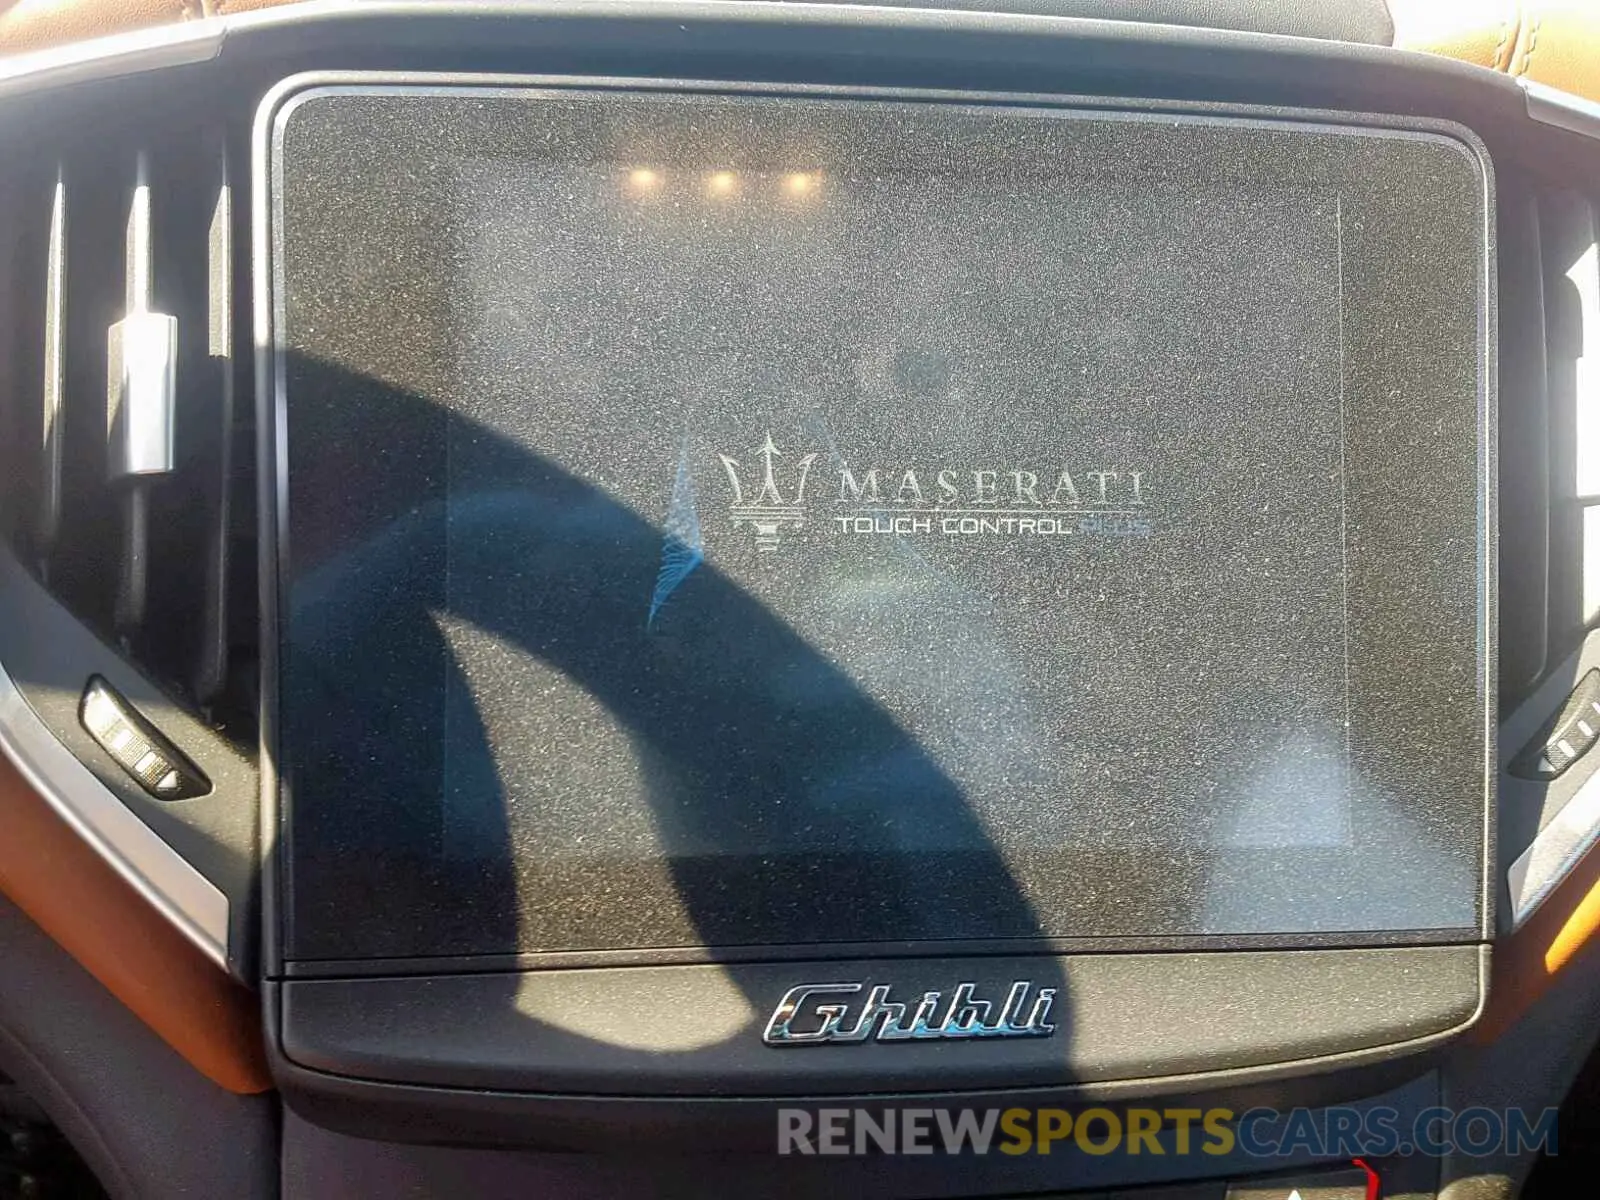 MASERATI
TOUCH CONTROL PLUS
Ghibli
RENEWSPORTSCARS.COM